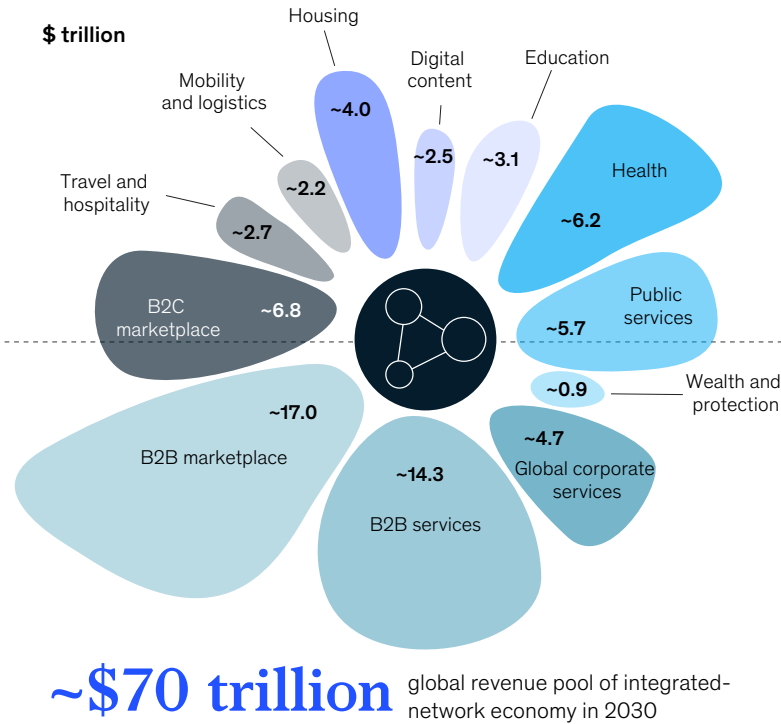 $ trillion
Housing
Digital
content
Education
Mobility
and logistics
Travel and
hospitality
~4.0
~2.5
~3.1
~2.2
~2.7
Health
~6.2
B2C
marketplace
~6.8
Public
services
~5.7
~0.9
Wealth and
protection
~17.0
B2B marketplace
~14.3
B2B services
~4.7
Global corporate
services
~$70 trillion
global revenue pool of integrated-
network economy in 2030